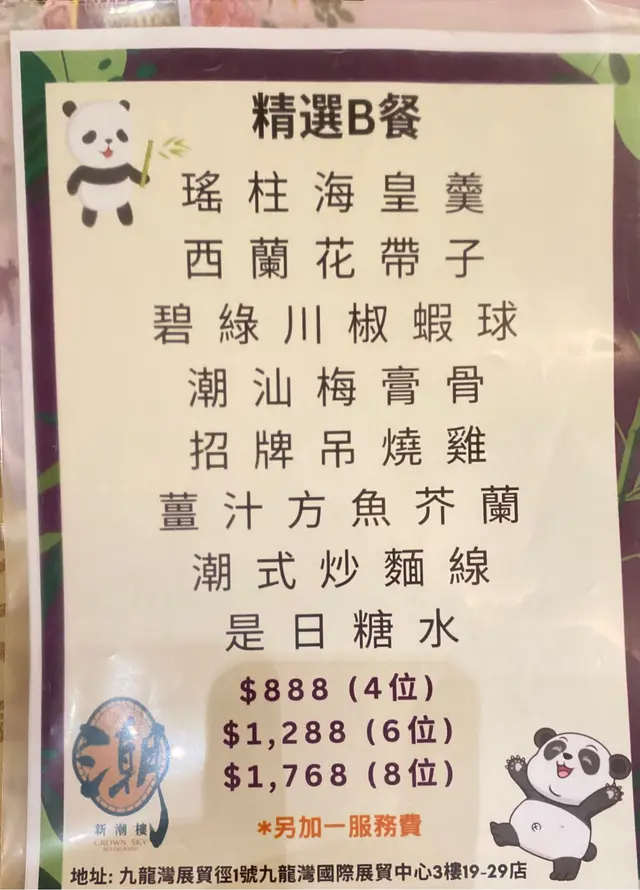 精選B餐
瑤柱海皇羹
西蘭花帶子
碧綠川椒蝦球
潮汕梅膏骨
招牌吊燒雞
薑汁方魚芥蘭
潮式炒麵線
是日糖水
$888 (4位)
$1,288 (6位)
$1,768 (8位)
*另加一服務費
潮
新潮樓
CROWN SKY
RESTAURANT
地址: 九龍灣展貿徑1號九龍灣國際展貿中心3樓19-29店